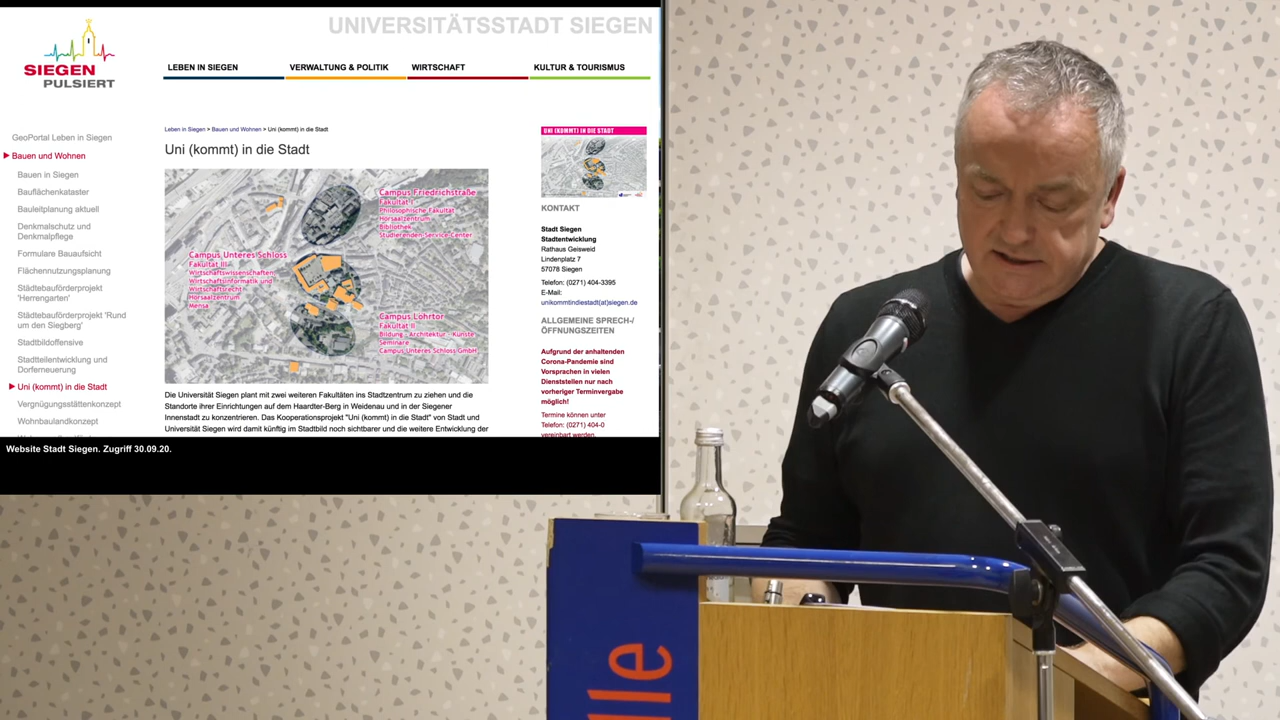 UNIVERSITÄTSSTADT SIEGEN
SIEGEN
PULSIERT
LEBEN IN SIEGEN
VERWALTUNG & POLITIK
WIRTSCHAFT
KULTUR & TOURISMUS
GeoPortal Leben in Siegen
Bauen und Wohnen
Bauen in Siegen
Bauflächenkataster
Bauleitplanung aktuell
Denkmalschutz und
Denkmalpflege
Formulare Bauaufsicht
Flächennutzungsplanung
Städtebauförderprojekt
'Herrengarten'
Städtebauförderprojekt 'Rund
um den Siegberg'
Stadtbildoffensive
Stadtteilentwicklung und
Dorferneuerung
Uni (kommt) in die Stadt
Vergnügungsstättenkonzept
Wohnbaulandkonzept
Leben in Siegen > Bauen und Wohnen > Uni (kommt) in die Stadt
Uni (kommt) in die Stadt
Campus Friedrichstraße
Fakultät I
Philosophische Fakultät
Hörsaalzentrum
Bibliothek
Studierenden-Service-Center
Campus Unteres Schloss
Fakultät III
Wirtschaftswissenschaften,
Wirtschaftsinformatik und
Wirtschaftsrecht
Hörsaalzentrum
Mensa
Campus Lohrtor
Fakultät II
Bildung · Architektur · Künste
Seminare
Campus Unteres Schloss GmbH
Die Universität Siegen plant mit zwei weiteren Fakultäten ins Stadtzentrum zu ziehen und die
Standorte ihrer Einrichtungen auf dem Haardter-Berg in Weidenau und in der Siegener
Innenstadt zu konzentrieren. Das Kooperationsprojekt "Uni (kommt) in die Stadt" von Stadt und
Universität Siegen wird damit künftig im Stadtbild noch sichtbarer und die weitere Entwicklung der
UNI (KOMMT) IN DIE STADT
KONTAKT
Stadt Siegen
Stadtentwicklung
Rathaus Geisweid
Lindenplatz 7
57078 Siegen
Telefon: (0271) 404-3395
E-Mail:
unikommtindiestadt(at)siegen.de
ALLGEMEINE SPRECH-/
ÖFFNUNGSZEITEN
Aufgrund der anhaltenden
Corona-Pandemie sind
Vorsprachen in vielen
Dienststellen nur nach
vorheriger Terminvergabe
möglich!
Termine können unter
Telefon: (0271) 404-0
vereinbart werden.
Website Stadt Siegen. Zugriff 30.09.20.
lle